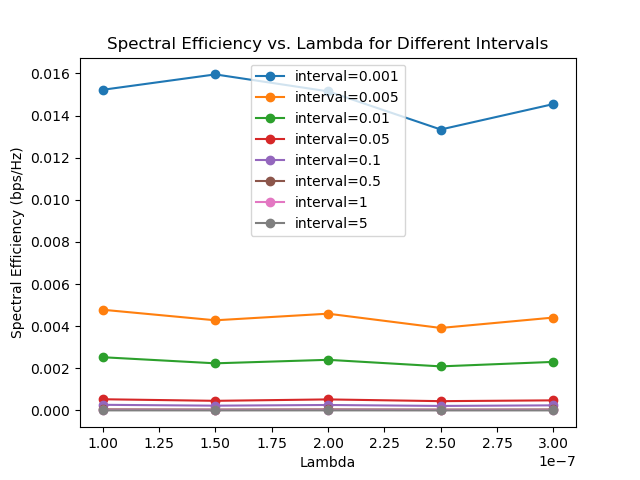 Spectral Efficiency vs. Lambda for Different Intervals
Spectral Efficiency (bps/Hz)
0.016
0.014
0.012
0.010
0.008
0.006
0.004
0.002
0.000
interval=0.001
interval=0.005
interval=0.01
interval=0.05
interval=0.1
interval=0.5
interval=1
interval=5
1.00 1.25 1.50 1.75 2.00 2.25 2.50 2.75 3.00
Lambda
1e−7